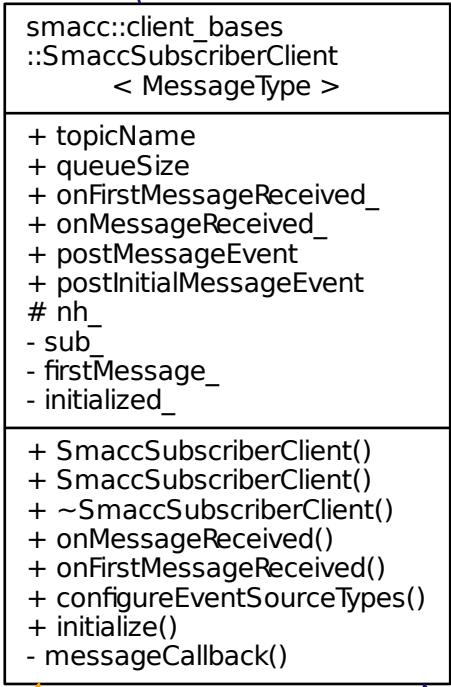 smacc::client_bases
::SmaccSubscriberClient
< MessageType >
+ topicName
+ queueSize
+ onFirstMessageReceived_
+ onMessageReceived_
+ postMessageEvent
+ postInitialMessageEvent
# nh_
- sub_
- firstMessage_
- initialized_
+ SmaccSubscriberClient()
+ SmaccSubscriberClient()
+ ~SmaccSubscriberClient()
+ onMessageReceived()
+ onFirstMessageReceived()
+ configureEventSourceTypes()
+ initialize()
- messageCallback()